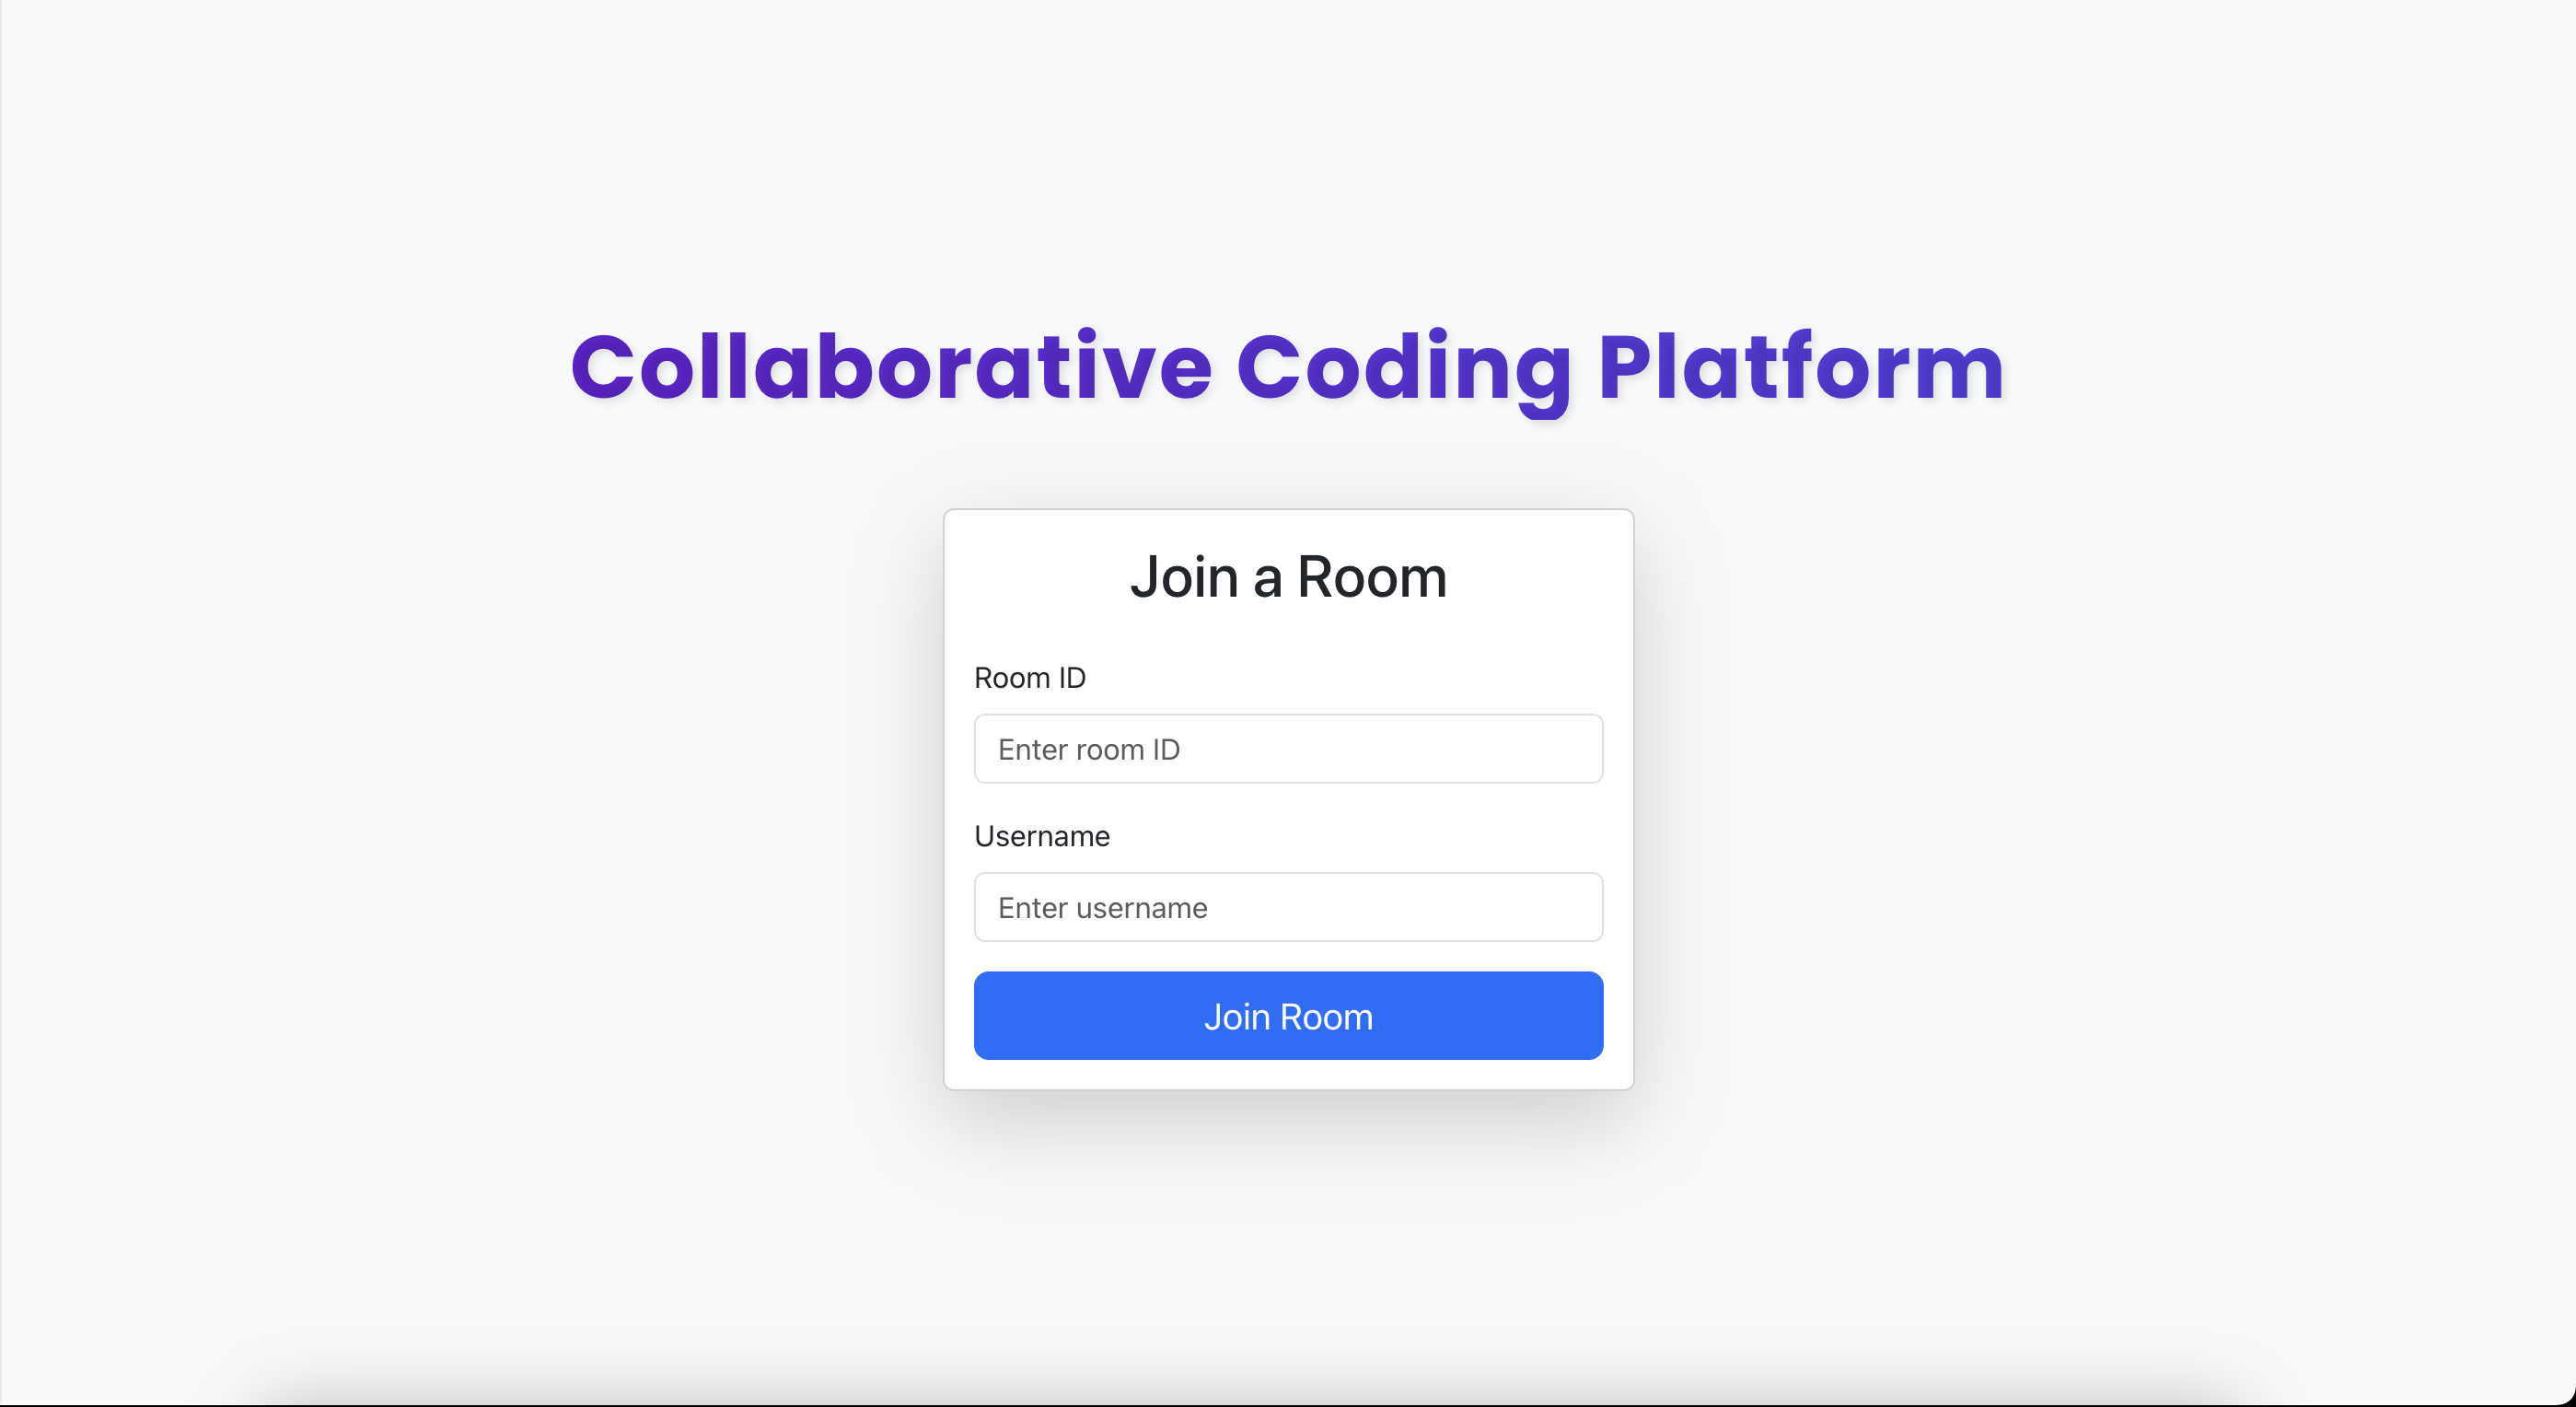 Collaborative Coding Platform
Join a Room
Room ID
Enter room ID
Username
Enter username
Join Room